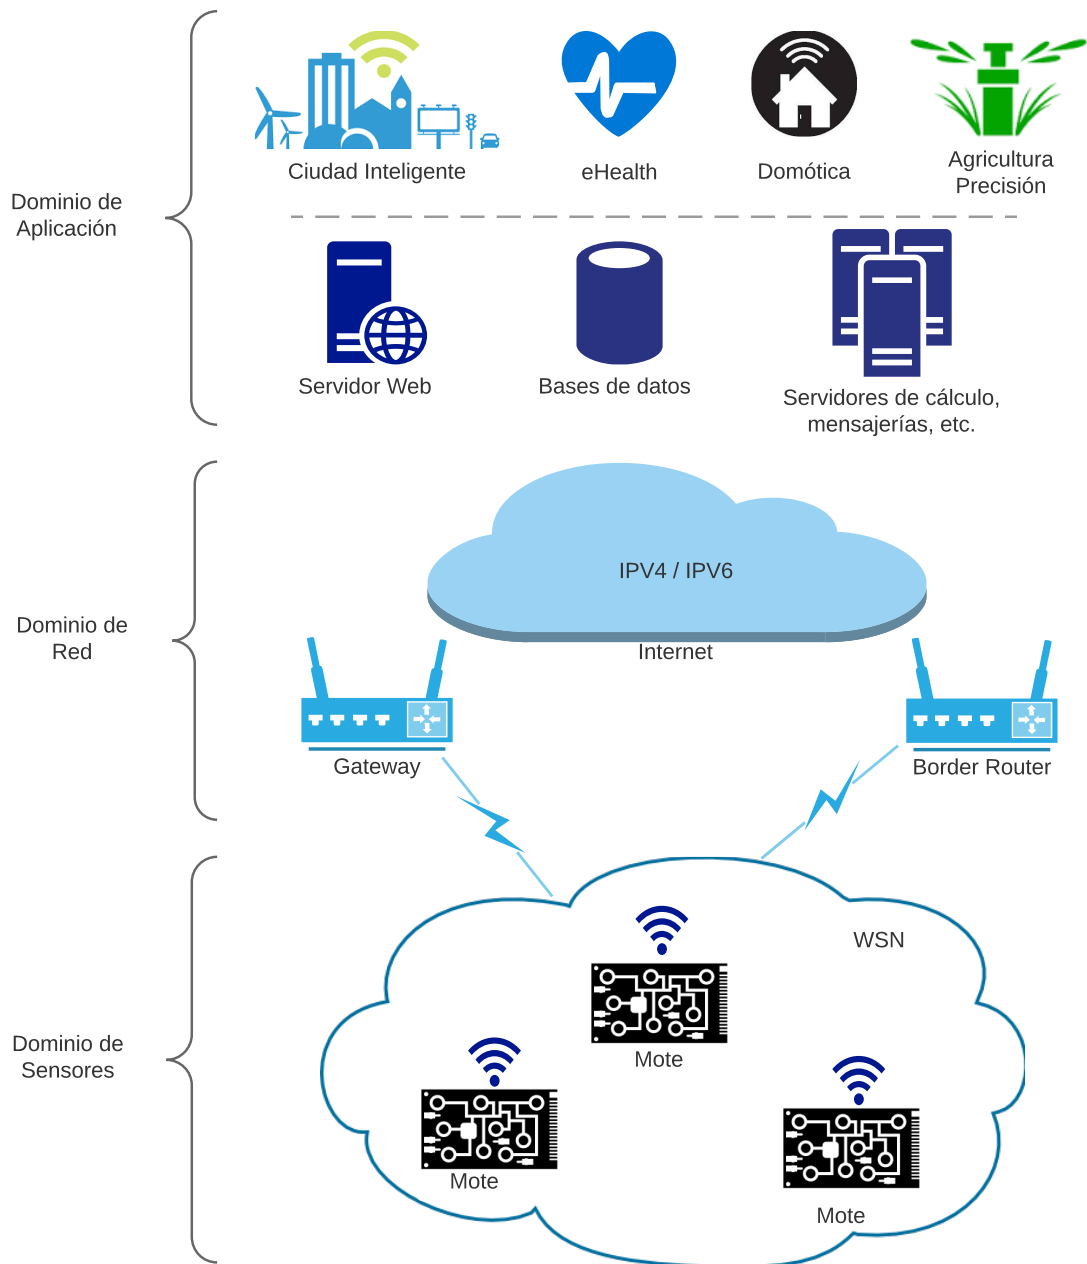 Ciudad Inteligente
eHealth
Domótica
Agricultura
Precisión
Dominio de
Aplicación
Servidor Web
Bases de datos
Servidores de cálculo,
mensajerías, etc.
IPV4 / IPV6
Dominio de
Red
Internet
Gateway
Border Router
WSN
Dominio de
Sensores
Mote
Mote
Mote